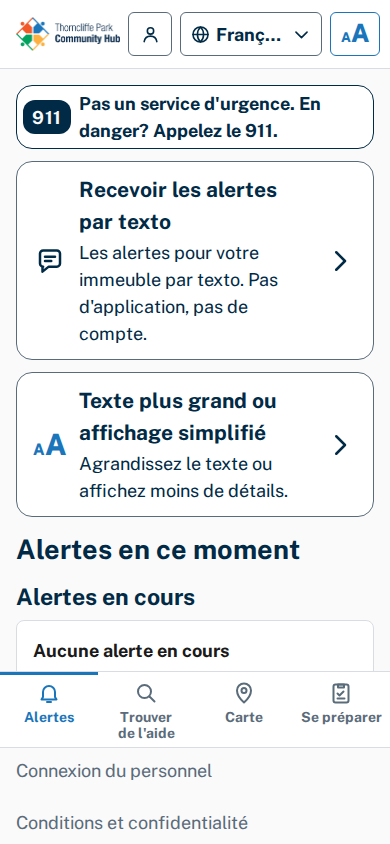 Thorncliffe Park
Community Hub
Franç...
AA
911
Pas un service d'urgence. En
danger? Appelez le 911.
Recevoir les alertes
par texto
Les alertes pour votre
immeuble par texto. Pas
d'application, pas de
compte.
AA
Texte plus grand ou
affichage simplifié
Agrandissez le texte ou
affichez moins de détails.
Alertes en ce moment
Alertes en cours
Aucune alerte en cours
Alertes
Trouver
de l'aide
Carte
Se préparer
Connexion du personnel
Conditions et confidentialité